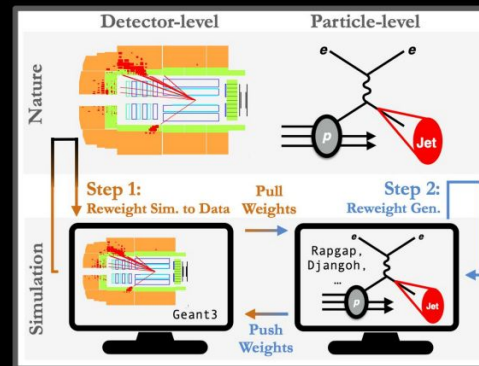 Detector-level
Particle-level
Nature
e
e
p
Jet
Step 1:
Reweight Sim. to Data
Pull
Weights
Step 2:
Reweight Gen.
Simulation
Geant3
Push
Weights
e
e
Rapgap,
Djangoh,
...
p
Jet